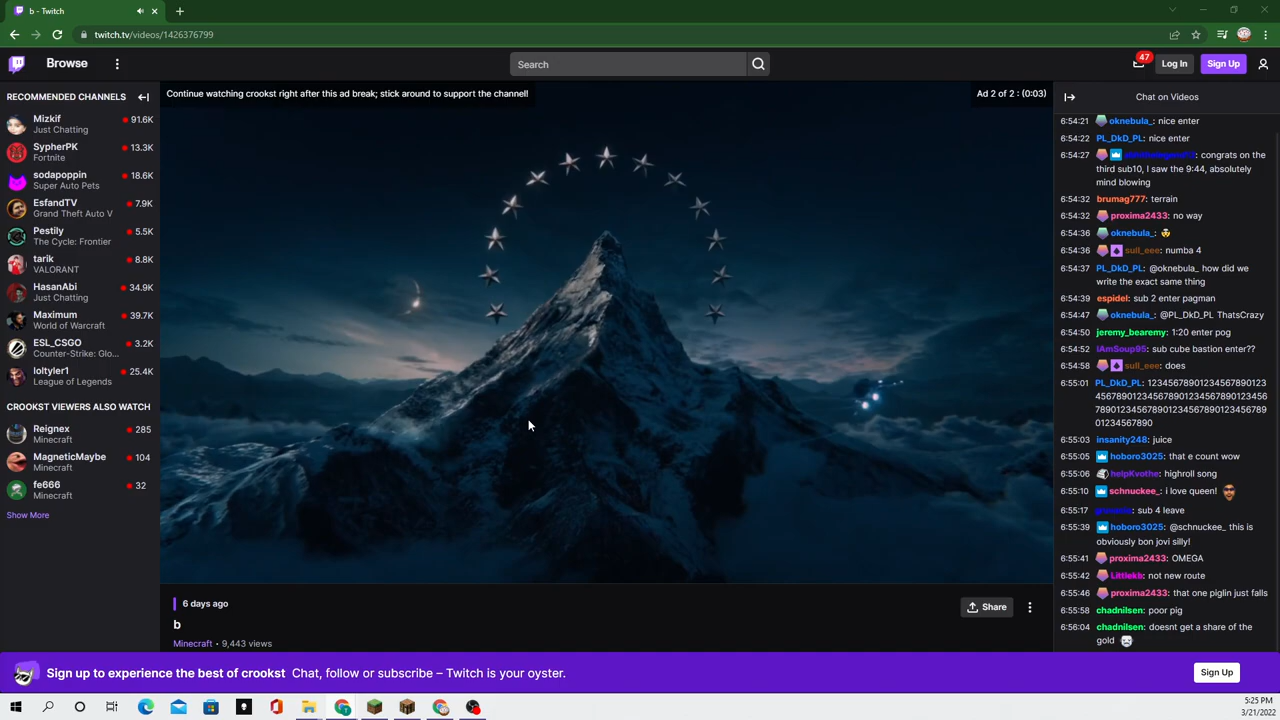 b - Twitch
twitch.tv/videos/1426376799
Browse
Search
47
Log In
Sign Up
RECOMMENDED CHANNELS
Mizkif
Just Chatting
91.6K
SypherPK
Fortnite
13.3K
sodapoppin
Super Auto Pets
18.6K
EsfandTV
Grand Theft Auto V
7.9K
Pestily
The Cycle: Frontier
5.5K
tarik
VALORANT
8.8K
HasanAbi
Just Chatting
34.9K
Maximum
World of Warcraft
39.7K
ESL_CSGO
Counter-Strike: Glo...
3.2K
loltyler1
League of Legends
25.4K
CROOKST VIEWERS ALSO WATCH
Reignex
Minecraft
285
MagneticMaybe
Minecraft
104
fe666
Minecraft
32
Show More
Continue watching crookst right after this ad break; stick around to support the channel!
Ad 2 of 2 : (0:03)
6 days ago
b
Minecraft • 9,443 views
Share
Chat on Videos
6:54:21 oknebula_: nice enter
6:54:22 PL_DkD_PL: nice enter
6:54:27 congrats on the
third sub10, I saw the 9:44, absolutely
mind blowing
6:54:32 brumag777: terrain
6:54:32 proxima2433: no way
6:54:36 oknebula_:
6:54:36 sull_eee: numba 4
6:54:37 PL_DkD_PL: @oknebula_ how did we
write the exact same thing
6:54:39 espidel: sub 2 enter pagman
6:54:47 oknebula_: @PL_DkD_PL ThatsCrazy
6:54:50 jeremy_bearemy: 1:20 enter pog
6:54:52 IAmSoup95: sub cube bastion enter??
6:54:58 sull_eee: does
6:55:01 PL_DkD_PL: 12345678901234567890123
45678901234567890123456789012345 6
7890123456789012345678901234567 89
01234567890
6:55:03 insanity248: juice
6:55:05 hoboro3025: that e count wow
6:55:06 helpKvothe: highroll song
6:55:10 schnuckee_: i love queen!
6:55:17 sub 4 leave
6:55:39 hoboro3025: @schnuckee_ this is
obviously bon jovi silly!
6:55:41 proxima2433: OMEGA
6:55:42 Littlekb: not new route
6:55:46 proxima2433: that one piglin just falls
6:55:58 chadnilsen: poor pig
6:56:04 chadnilsen: doesnt get a share of the
gold
Sign up to experience the best of crookst Chat, follow or subscribe – Twitch is your oyster.
Sign Up
5:25 PM
3/21/2022